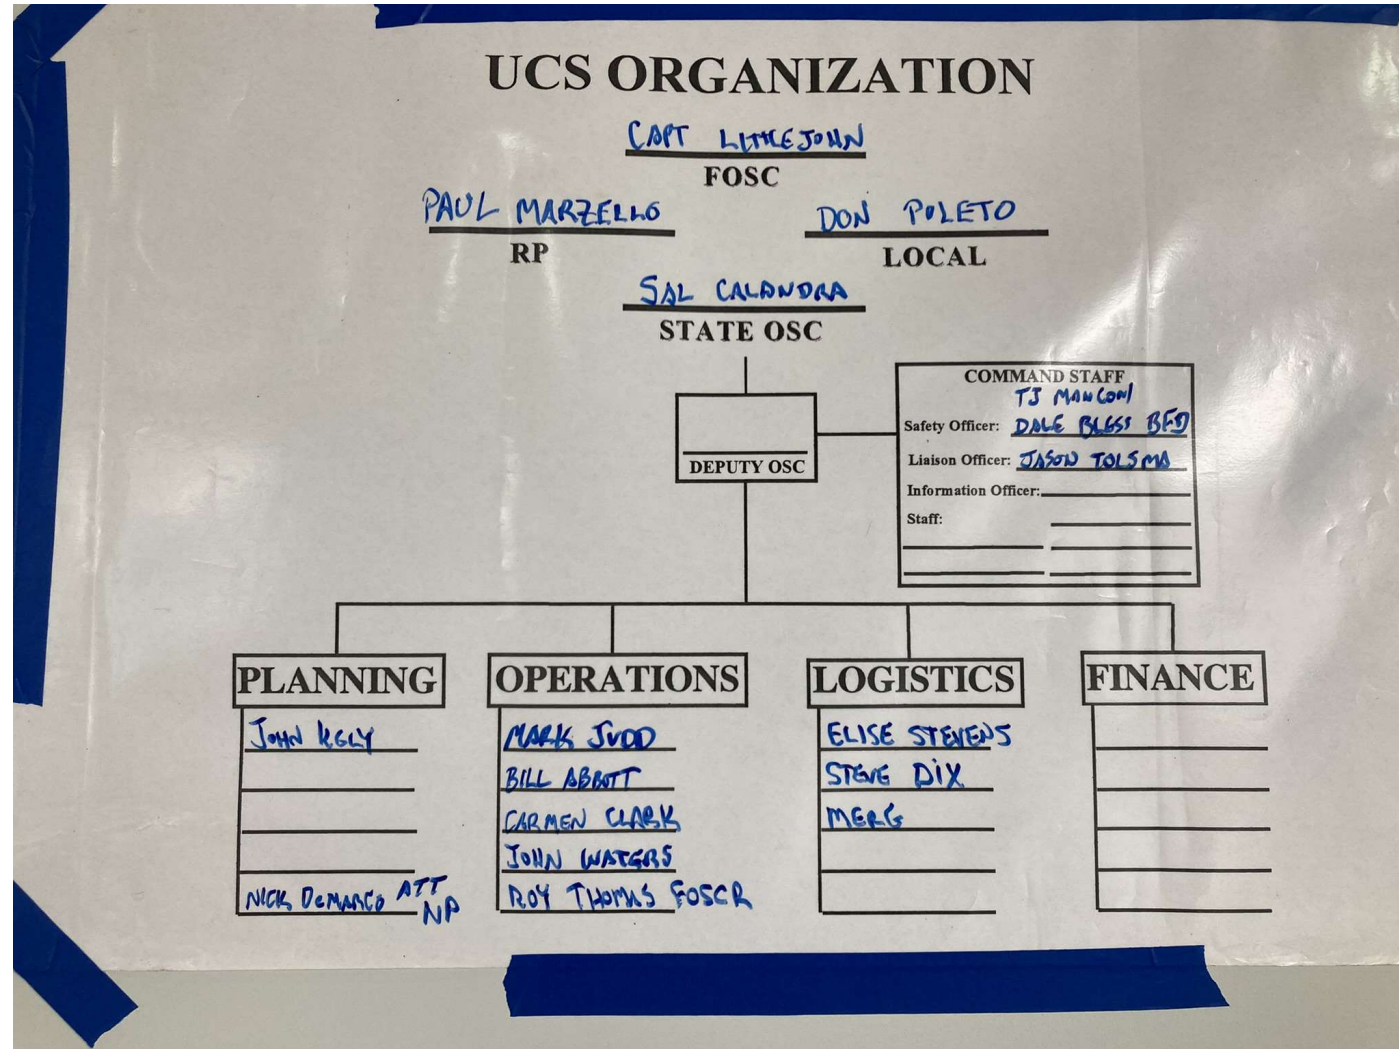 UCS ORGANIZATION
CAPT LITTLEJOHN
FOSC
PAUL MARZELLO
DON POLETO
RP
LOCAL
SAL CALANDRA
STATE OSC
COMMAND STAFF
TJ MANCONI
Safety Officer: DALE BLESS BFD
Liaison Officer: JASON TOLSMA
Information Officer:
Staff:
DEPUTY OSC
PLANNING
OPERATIONS
LOGISTICS
FINANCE
JOHN KELY
MARK JUDD
ELISE STEVENS
BILL ABBOTT
STEVE DIX
CARMEN CLARK
MERG
JOHN WATERS
NICK DEMARCO ATT
NP
ROY THOMAS FOSCR